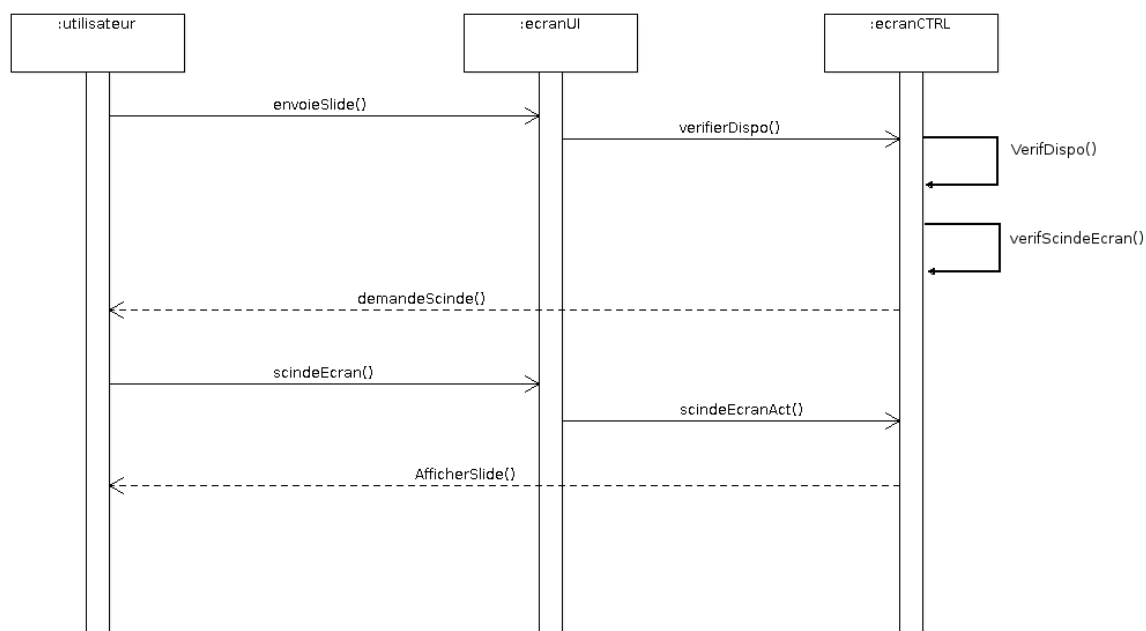 :utilisateur
:ecranUI
:ecranCTRL
envoieSlide()
verifierDispo()
VerifDispo()
verifScindeEcran()
demandeScinde()
scindeEcran()
scindeEcranAct()
AfficherSlide()